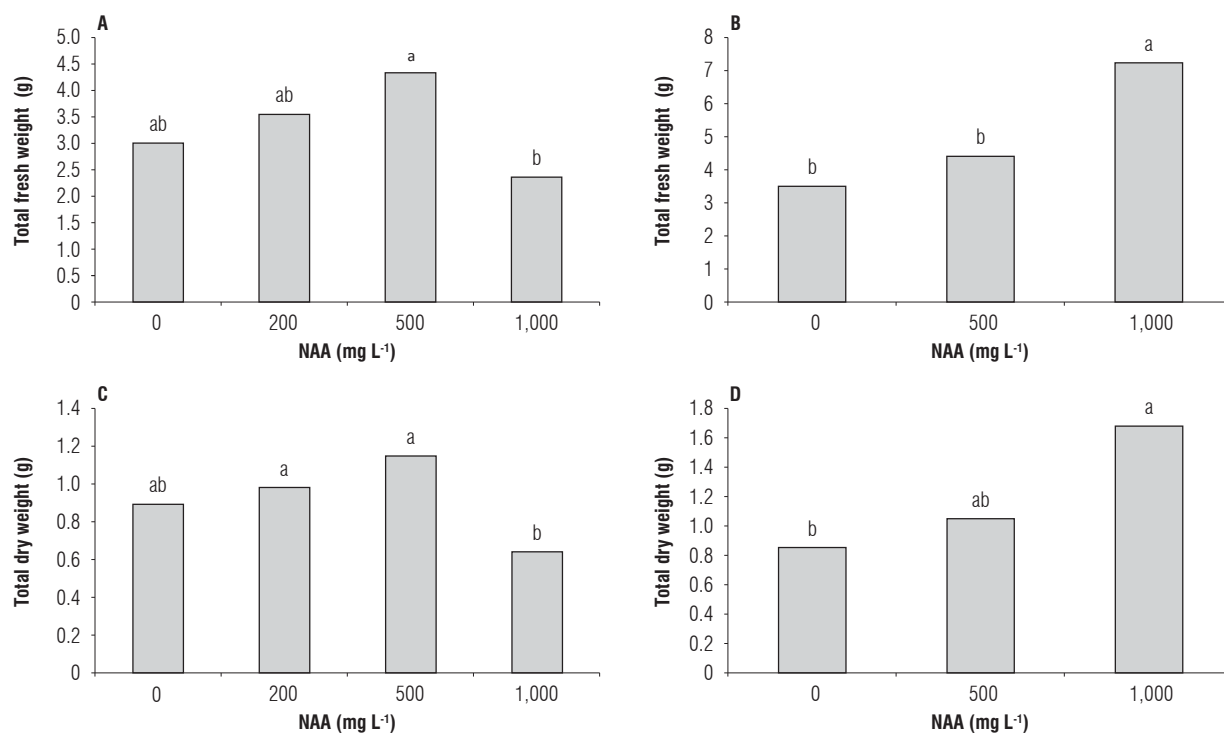 A
Total fresh weight (g)
5.0
4.5
4.0
3.5
3.0
2.5
2.0
1.5
1.0
0.5
0
ab
ab
a
b
0 200 500 1,000
NAA (mg L-1)
B
Total fresh weight (g)
8
7
6
5
4
3
2
1
0
b
b
a
0 500 1,000
NAA (mg L-1)
C
Total dry weight (g)
1.4
1.2
1.0
0.8
0.6
0.4
0.2
0
ab
a
a
b
0 200 500 1,000
NAA (mg L-1)
D
Total dry weight (g)
1.8
1.6
1.4
1.2
1.0
0.8
0.6
0.4
0.2
0
b
ab
a
0 500 1,000
NAA (mg L-1)